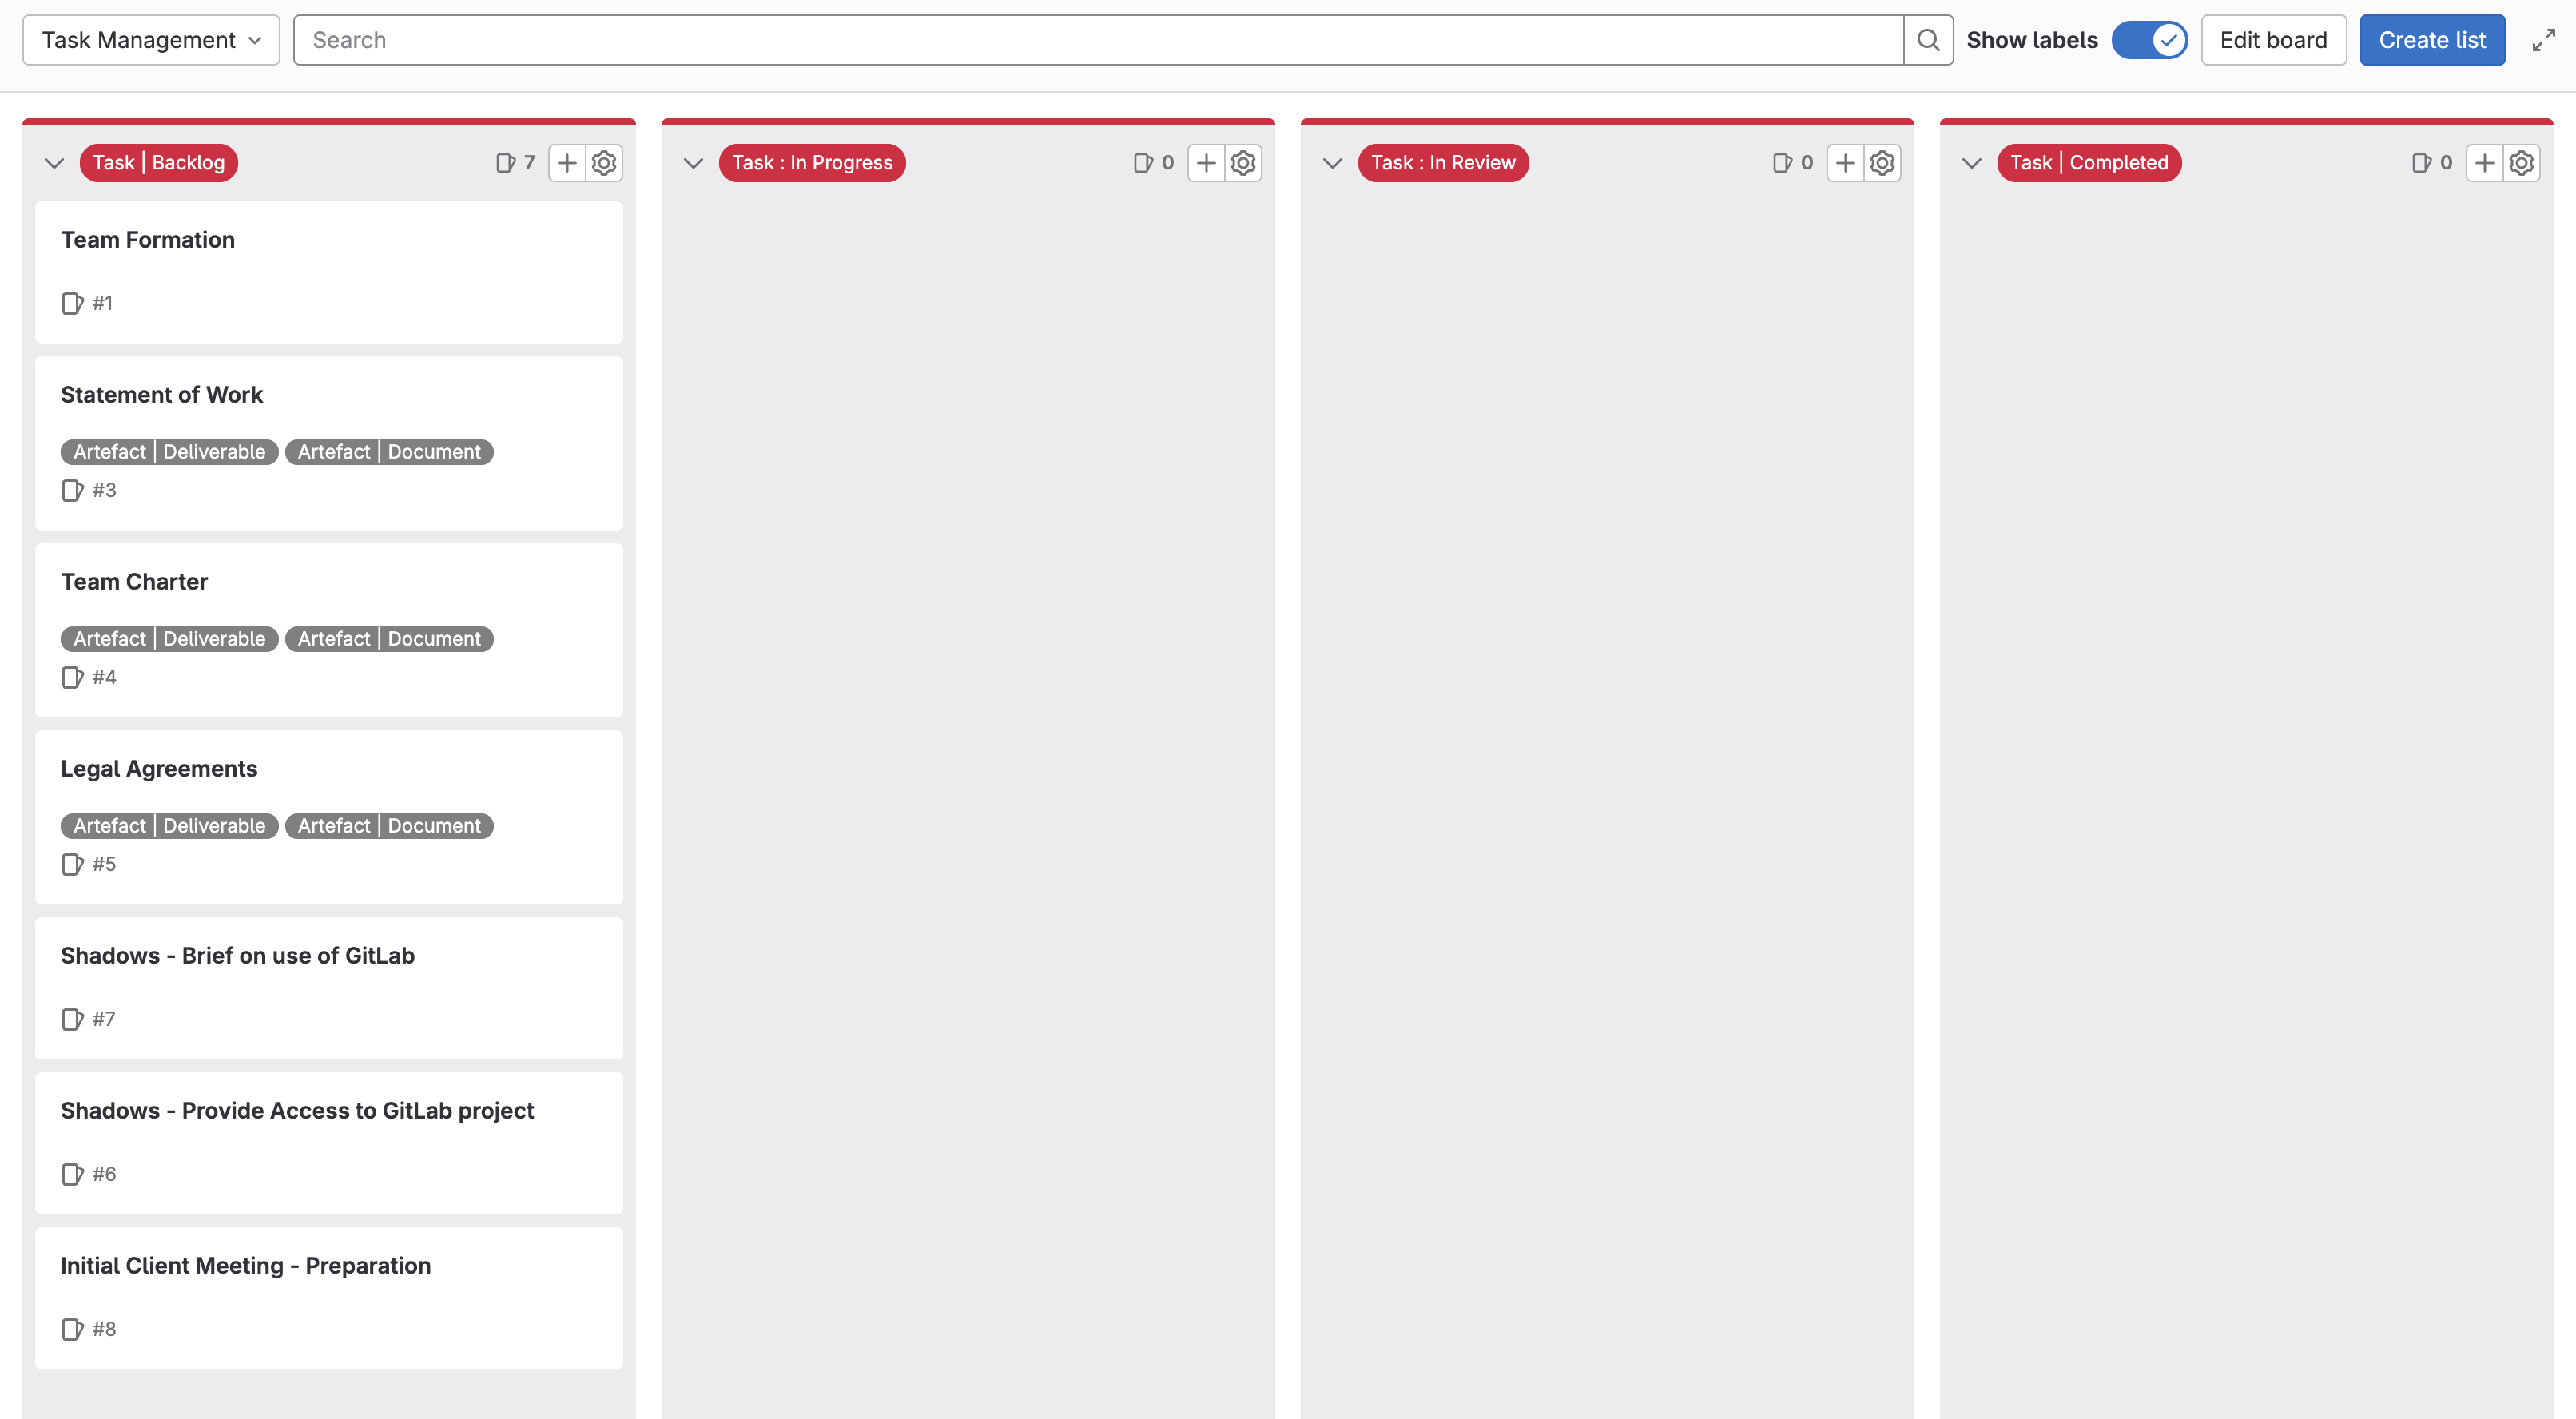 Task Management
Search
Show labels
Edit board
Create list
Task | Backlog
7
Team Formation
#1
Statement of Work
Artefact | Deliverable Artefact | Document
#3
Team Charter
Artefact | Deliverable Artefact | Document
#4
Legal Agreements
Artefact | Deliverable Artefact | Document
#5
Shadows - Brief on use of GitLab
#7
Shadows - Provide Access to GitLab project
#6
Initial Client Meeting - Preparation
#8
Task : In Progress
0
Task : In Review
0
Task | Completed
0